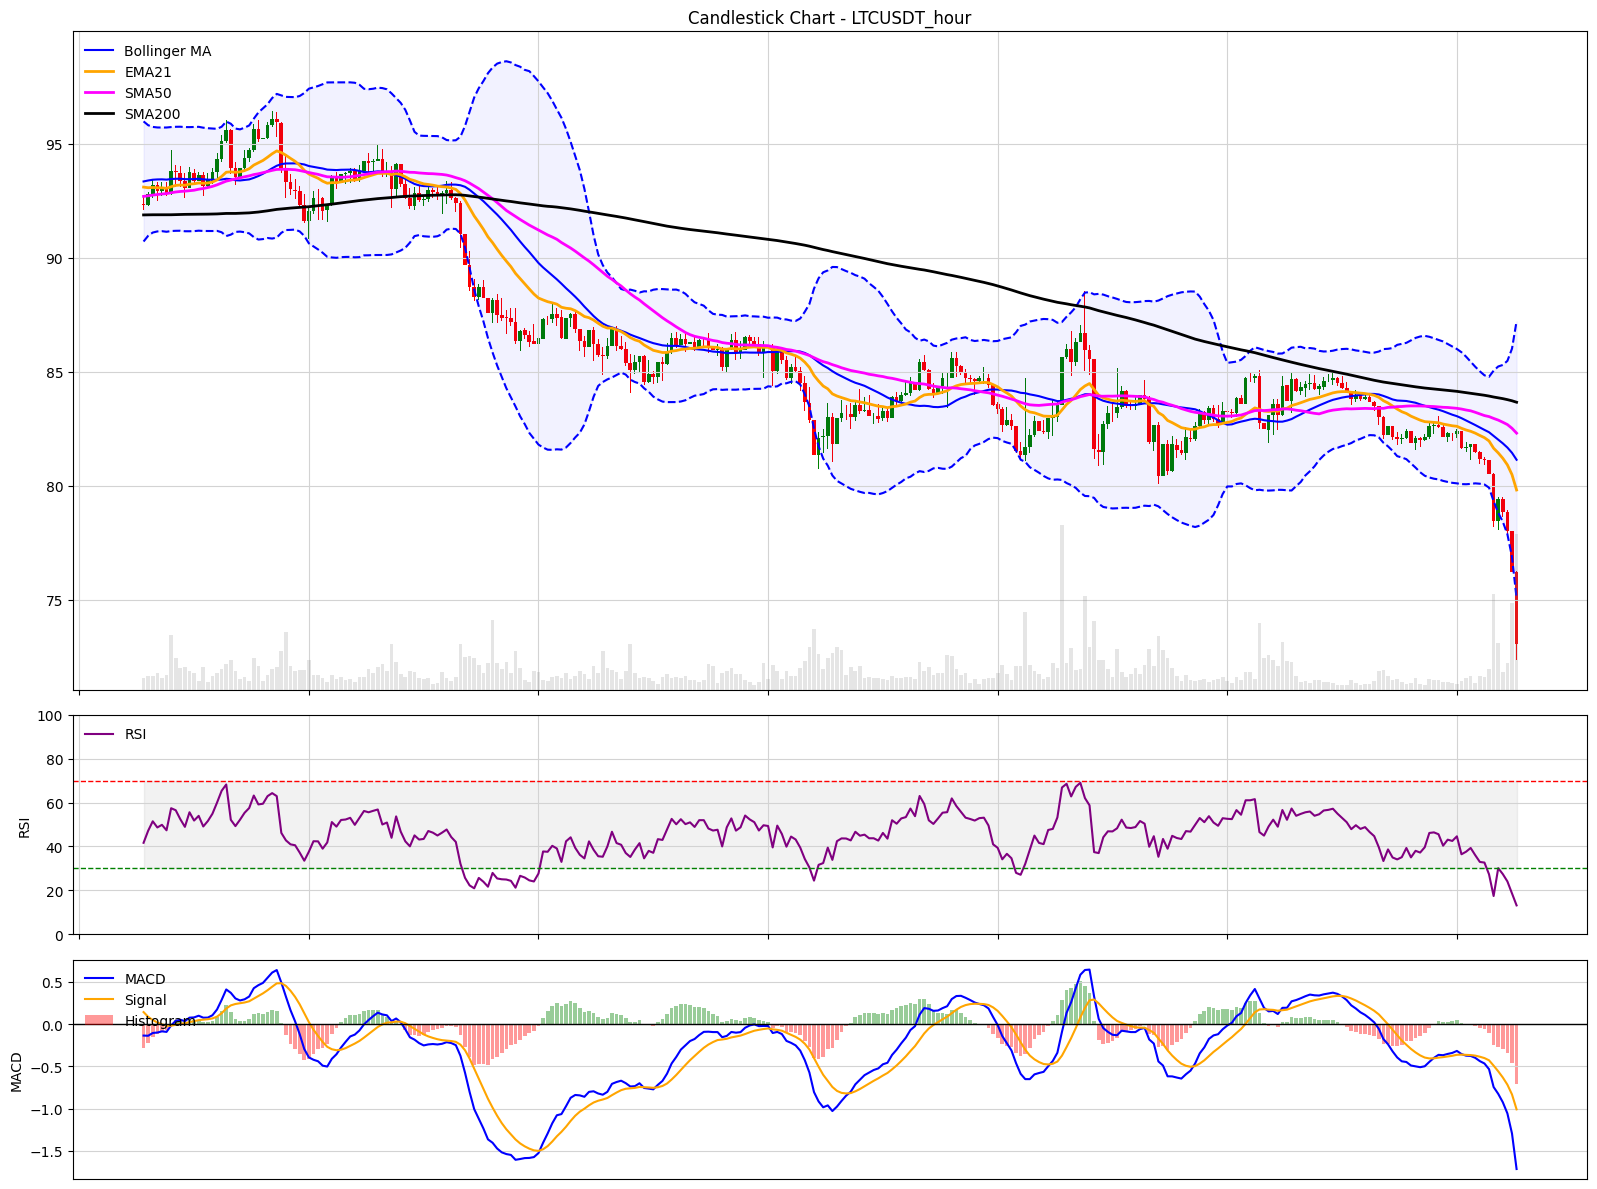 Candlestick Chart - LTCUSDT_hour
Bollinger MA
EMA21
SMA50
SMA200
95
90
85
80
75
RSI
100
80
60
40
20
0
RSI
MACD
Signal
Histogram
0.5
0.0
−0.5
−1.0
−1.5
MACD